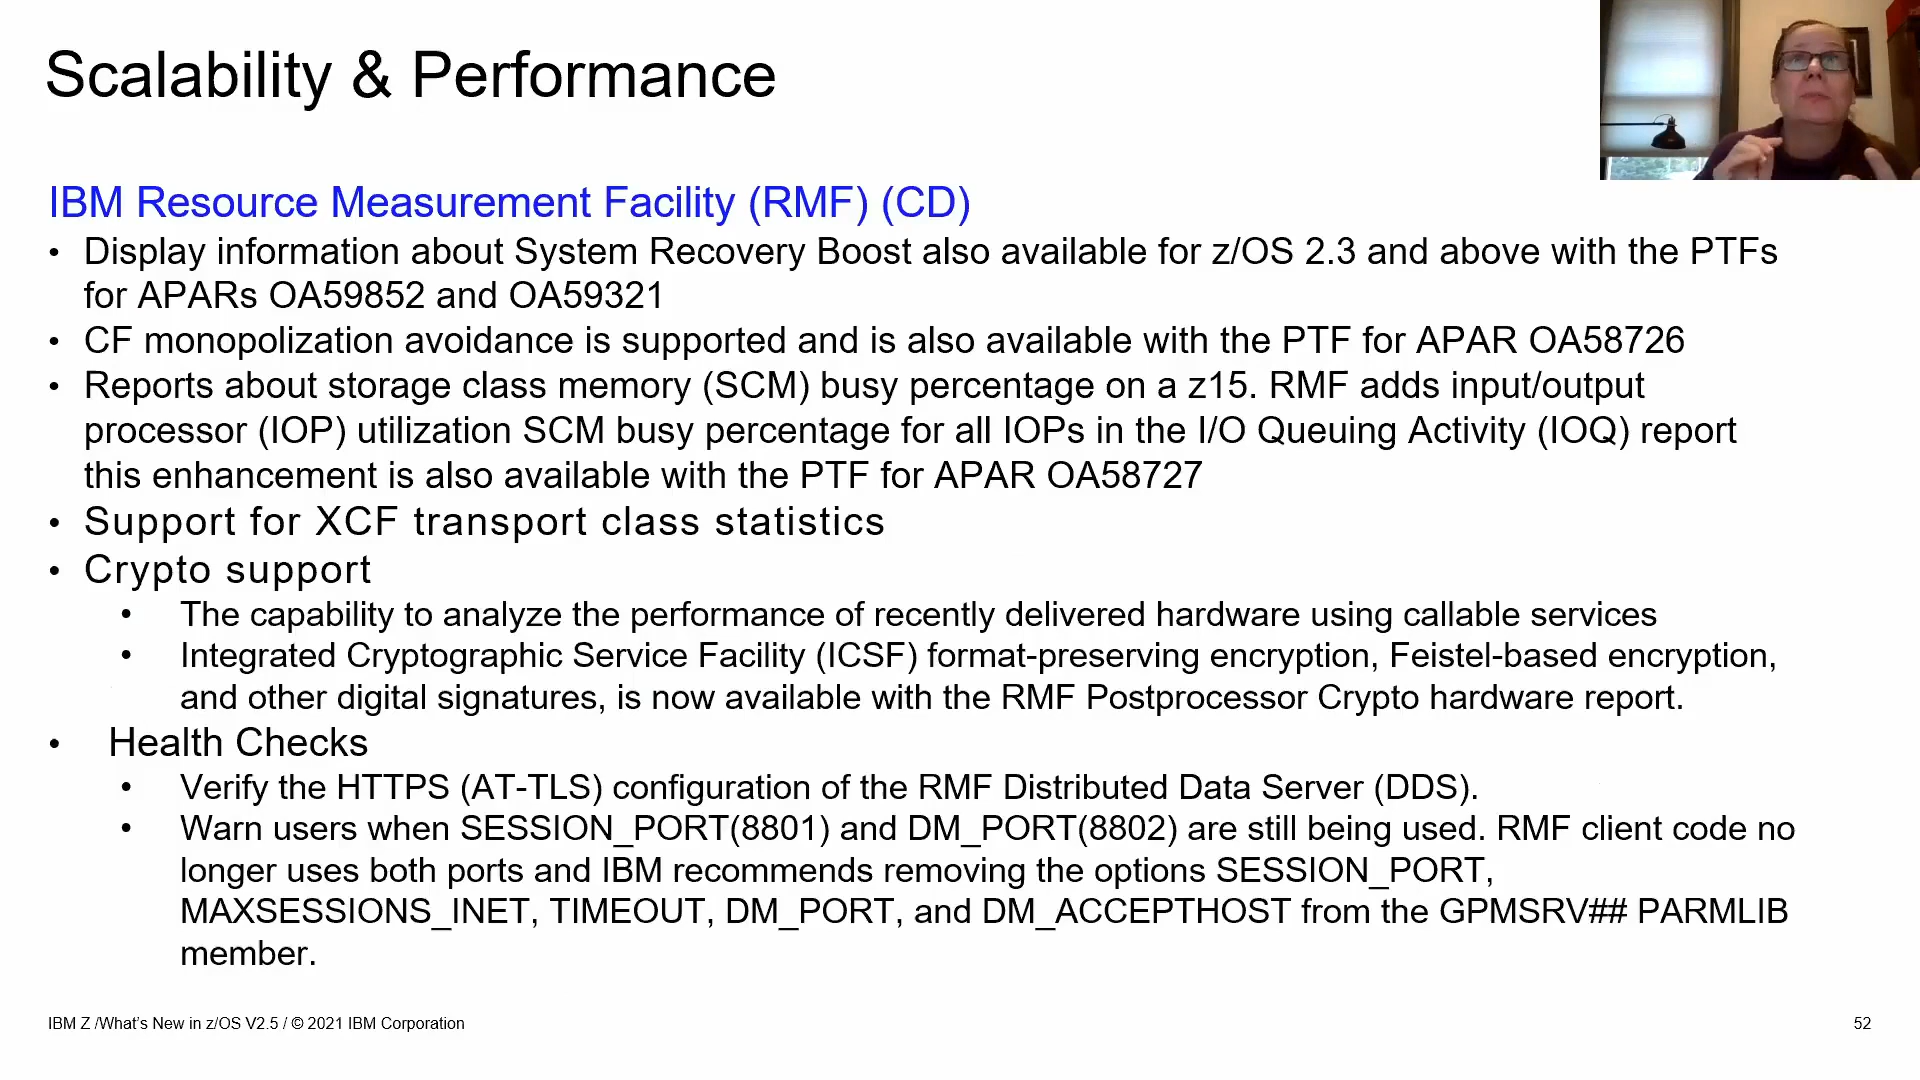 Scalability & Performance
IBM Resource Measurement Facility (RMF) (CD)
• Display information about System Recovery Boost also available for z/OS 2.3 and above with the PTFs
for APARs OA59852 and OA59321
• CF monopolization avoidance is supported and is also available with the PTF for APAR OA58726
• Reports about storage class memory (SCM) busy percentage on a z15. RMF adds input/output
processor (IOP) utilization SCM busy percentage for all IOPs in the I/O Queuing Activity (IOQ) report
this enhancement is also available with the PTF for APAR OA58727
• Support for XCF transport class statistics
• Crypto support
• The capability to analyze the performance of recently delivered hardware using callable services
• Integrated Cryptographic Service Facility (ICSF) format-preserving encryption, Feistel-based encryption,
and other digital signatures, is now available with the RMF Postprocessor Crypto hardware report.
• Health Checks
• Verify the HTTPS (AT-TLS) configuration of the RMF Distributed Data Server (DDS).
• Warn users when SESSION_PORT(8801) and DM_PORT(8802) are still being used. RMF client code no
longer uses both ports and IBM recommends removing the options SESSION_PORT,
MAXSESSIONS_INET, TIMEOUT, DM_PORT, and DM_ACCEPTHOST from the GPMSRV## PARMLIB
member.
IBM Z /What's New in z/OS V2.5 / © 2021 IBM Corporation
52